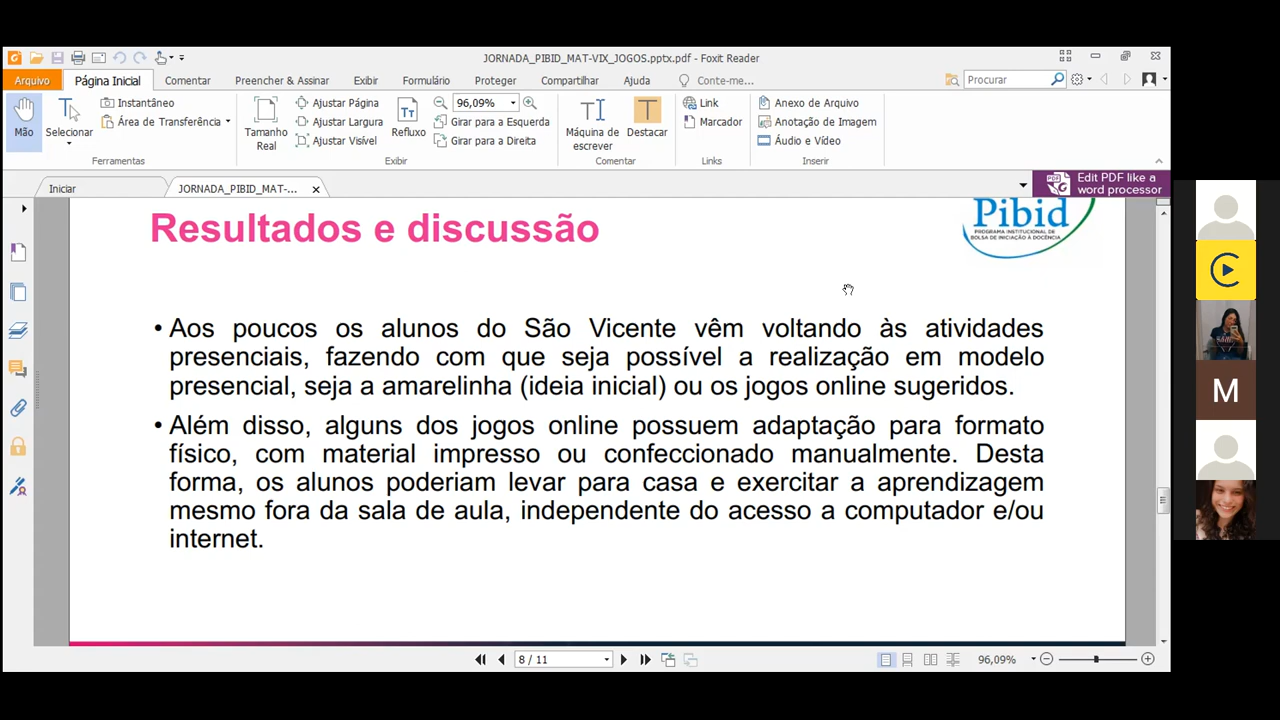 JORNADA_PIBID_MAT-VIX_JOGOS.pptx.pdf - Foxit Reader
Arquivo Página Inicial Comentar Preencher & Assinar Exibir Formulário Proteger Compartilhar Ajuda Conte-me... Procurar
Mão
Selecionar
Instantâneo
Área de Transferência
Ferramentas
Tamanho
Real
Ajustar Página
Ajustar Largura
Ajustar Visível
Refluxo
96,09%
Girar para a Esquerda
Girar para a Direita
Exibir
Máquina de
escrever
Destacar
Comentar
Link
Marcador
Links
Anexo de Arquivo
Anotação de Imagem
Áudio e Vídeo
Inserir
Iniciar JORNADA_PIBID_MAT-...
Edit PDF like a
word processor
Resultados e discussão
Pibid
PROGRAMA INSTITUCIONAL DE
BOLSA DE INICIAÇÃO À DOCÊNCIA
• Aos poucos os alunos do São Vicente vêm voltando às atividades
presenciais, fazendo com que seja possível a realização em modelo
presencial, seja a amarelinha (ideia inicial) ou os jogos online sugeridos.
• Além disso, alguns dos jogos online possuem adaptação para formato
físico, com material impresso ou confeccionado manualmente. Desta
forma, os alunos poderiam levar para casa e exercitar a aprendizagem
mesmo fora da sala de aula, independente do acesso a computador e/ou
internet.
8 / 11
96,09%
M